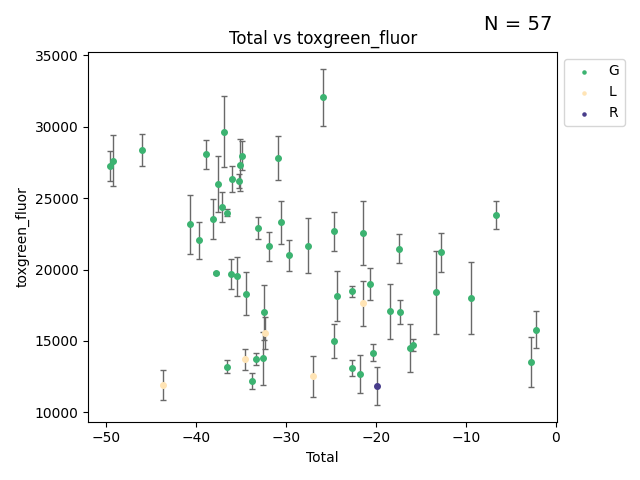 N = 57
Total vs toxgreen_fluor
35000
30000
25000
20000
15000
10000
toxgreen_fluor
−50
−40
−30
−20
−10
0
Total
G
L
R